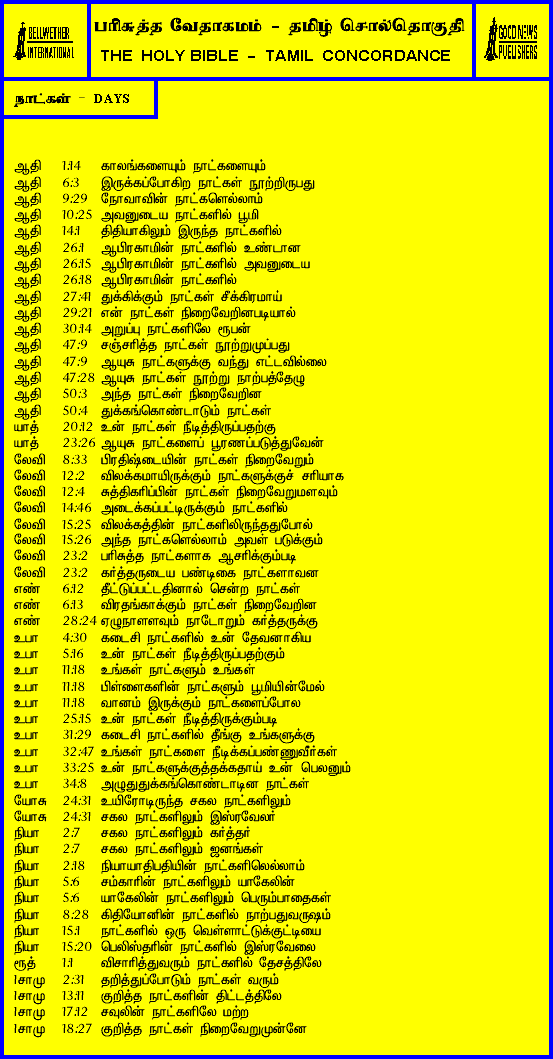 BELLWETHER
INTERNATIONAL
பரிசுத்த வேதாகமம் - தமிழ் சொல்தொகுதி
THE HOLY BIBLE - TAMIL CONCORDANCE
GOOD NEWS
PUBLISHERS
நாட்கள் - DAYS
ஆதி 1:14 காலங்களையும் நாட்களையும்
ஆதி 6:3 இருக்கப்போகிற நாட்கள் நூற்றிருபது
ஆதி 9:29 நோவாவின் நாட்களெல்லாம்
ஆதி 10:25 அவனுடைய நாட்களில் பூமி
ஆதி 14:1 திதியாகிலும் இருந்த நாட்களில்
ஆதி 26:1 ஆபிரகாமின் நாட்களில் உண்டான
ஆதி 26:15 ஆபிரகாமின் நாட்களில் அவனுடைய
ஆதி 26:18 ஆபிரகாமின் நாட்களில்
ஆதி 27:41 துக்கிக்கும் நாட்கள் சீக்கிரமாய்
ஆதி 29:21 என் நாட்கள் நிறைவேறினபடியால்
ஆதி 30:14 அறுப்பு நாட்களிலே ரூபன்
ஆதி 47:9 சஞ்சரித்த நாட்கள் நூற்றுமுப்பது
ஆதி 47:9 ஆயுசு நாட்களுக்கு வந்து எட்டவில்லை
ஆதி 47:28 ஆயுசு நாட்கள் நூற்று நாற்பத்தேழு
ஆதி 50:3 அந்த நாட்கள் நிறைவேறின
ஆதி 50:4 துக்கங்கொண்டாடும் நாட்கள்
யாத் 20:12 உன் நாட்கள் நீடித்திருப்பதற்கு
யாத் 23:26 ஆயுசு நாட்களைப் பூரணப்படுத்துவேன்
லேவி 8:33 பிரதிஷ்டையின் நாட்கள் நிறைவேறும்
லேவி 12:2 விலக்கமாயிருக்கும் நாட்களுக்குச் சரியாக
லேவி 12:4 சுத்திகரிப்பின் நாட்கள் நிறைவேறுமளவும்
லேவி 14:46 அடைக்கப்பட்டிருக்கும் நாட்களில்
லேவி 15:25 விலக்கத்தின் நாட்களிலிருந்ததுபோல்
லேவி 15:26 அந்த நாட்களெல்லாம் அவள் படுக்கும்
லேவி 23:2 பரிசுத்த நாட்களாக ஆசரிக்கும்படி
லேவி 23:2 கர்த்தருடைய பண்டிகை நாட்களாவன
எண் 6:12 தீட்டுப்பட்டதினால் சென்ற நாட்கள்
எண் 6:13 விரதங்காக்கும் நாட்கள் நிறைவேறின
எண் 28:24 ஏழுநாளளவும் நாடோறும் கர்த்தருக்கு
உபா 4:30 கடைசி நாட்களில் உன் தேவனாகிய
உபா 5:16 உன் நாட்கள் நீடித்திருப்பதற்கும்
உபா 11:18 உங்கள் நாட்களும் உங்கள்
உபா 11:18 பிள்ளைகளின் நாட்களும் பூமியின்மேல்
உபா 11:18 வானம் இருக்கும் நாட்களைப்போல
உபா 25:15 உன் நாட்கள் நீடித்திருக்கும்படி
உபா 31:29 கடைசி நாட்களில் தீங்கு உங்களுக்கு
உபா 32:47 உங்கள் நாட்களை நீடிக்கப்பண்ணுவீர்கள்
உபா 33:25 உன் நாட்களுக்குத்தக்கதாய் உன் பெலனும்
உபா 34:8 அழுதுதுக்கங்கொண்டாடின நாட்கள்
யோசு 24:31 உயிரோடிருந்த சகல நாட்களிலும்
யோசு 24:31 சகல நாட்களிலும் இஸ்ரவேலர்
நியா 2:7 சகல நாட்களிலும் கர்த்தர்
நியா 2:7 சகல நாட்களிலும் ஜனங்கள்
நியா 2:18 நியாயாதிபதியின் நாட்களிலெல்லாம்
நியா 5:6 சம்காரின் நாட்களிலும் யாகேலின்
நியா 5:6 யாகேலின் நாட்களிலும் பெரும்பாதைகள்
நியா 8:28 கிதியோனின் நாட்களில் நாற்பதுவருஷம்
நியா 15:1 நாட்களில் ஒரு வெள்ளாட்டுக்குட்டியை
நியா 15:20 பெலிஸ்தரின் நாட்களில் இஸ்ரவேலை
ரூத் 1:1 விசாரித்துவரும் நாட்களில் தேசத்திலே
1சாமு 2:31 தறித்துப்போடும் நாட்கள் வரும்
1சாமு 13:11 குறித்த நாட்களின் திட்டத்திலே
1சாமு 17:12 சவுலின் நாட்களிலே மற்ற
1சாமு 18:27 குறித்த நாட்கள் நிறைவேறுமுன்னே